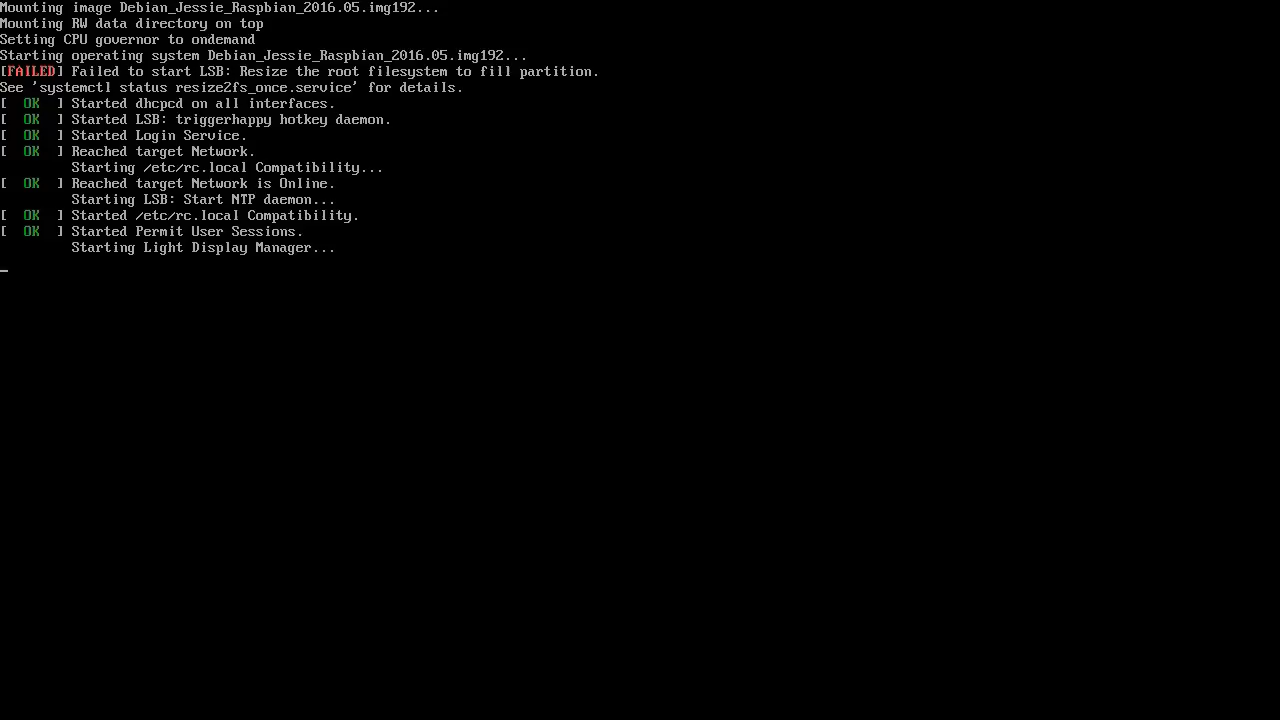 Mounting image Debian_Jessie_Raspbian_2016.05.img192...
Mounting RW data directory on top
Setting CPU governor to ondemand
Starting operating system Debian_Jessie_Raspbian_2016.05.img192...
[FAILED] Failed to start LSB: Resize the root filesystem to fill partition.
See 'systemctl status resize2fs_once.service' for details.
[  OK  ] Started dhcpcd on all interfaces.
[  OK  ] Started LSB: triggerhappy hotkey daemon.
[  OK  ] Started Login Service.
[  OK  ] Reached target Network.
         Starting /etc/rc.local Compatibility...
[  OK  ] Reached target Network is Online.
         Starting LSB: Start NTP daemon...
[  OK  ] Started /etc/rc.local Compatibility.
[  OK  ] Started Permit User Sessions.
         Starting Light Display Manager...